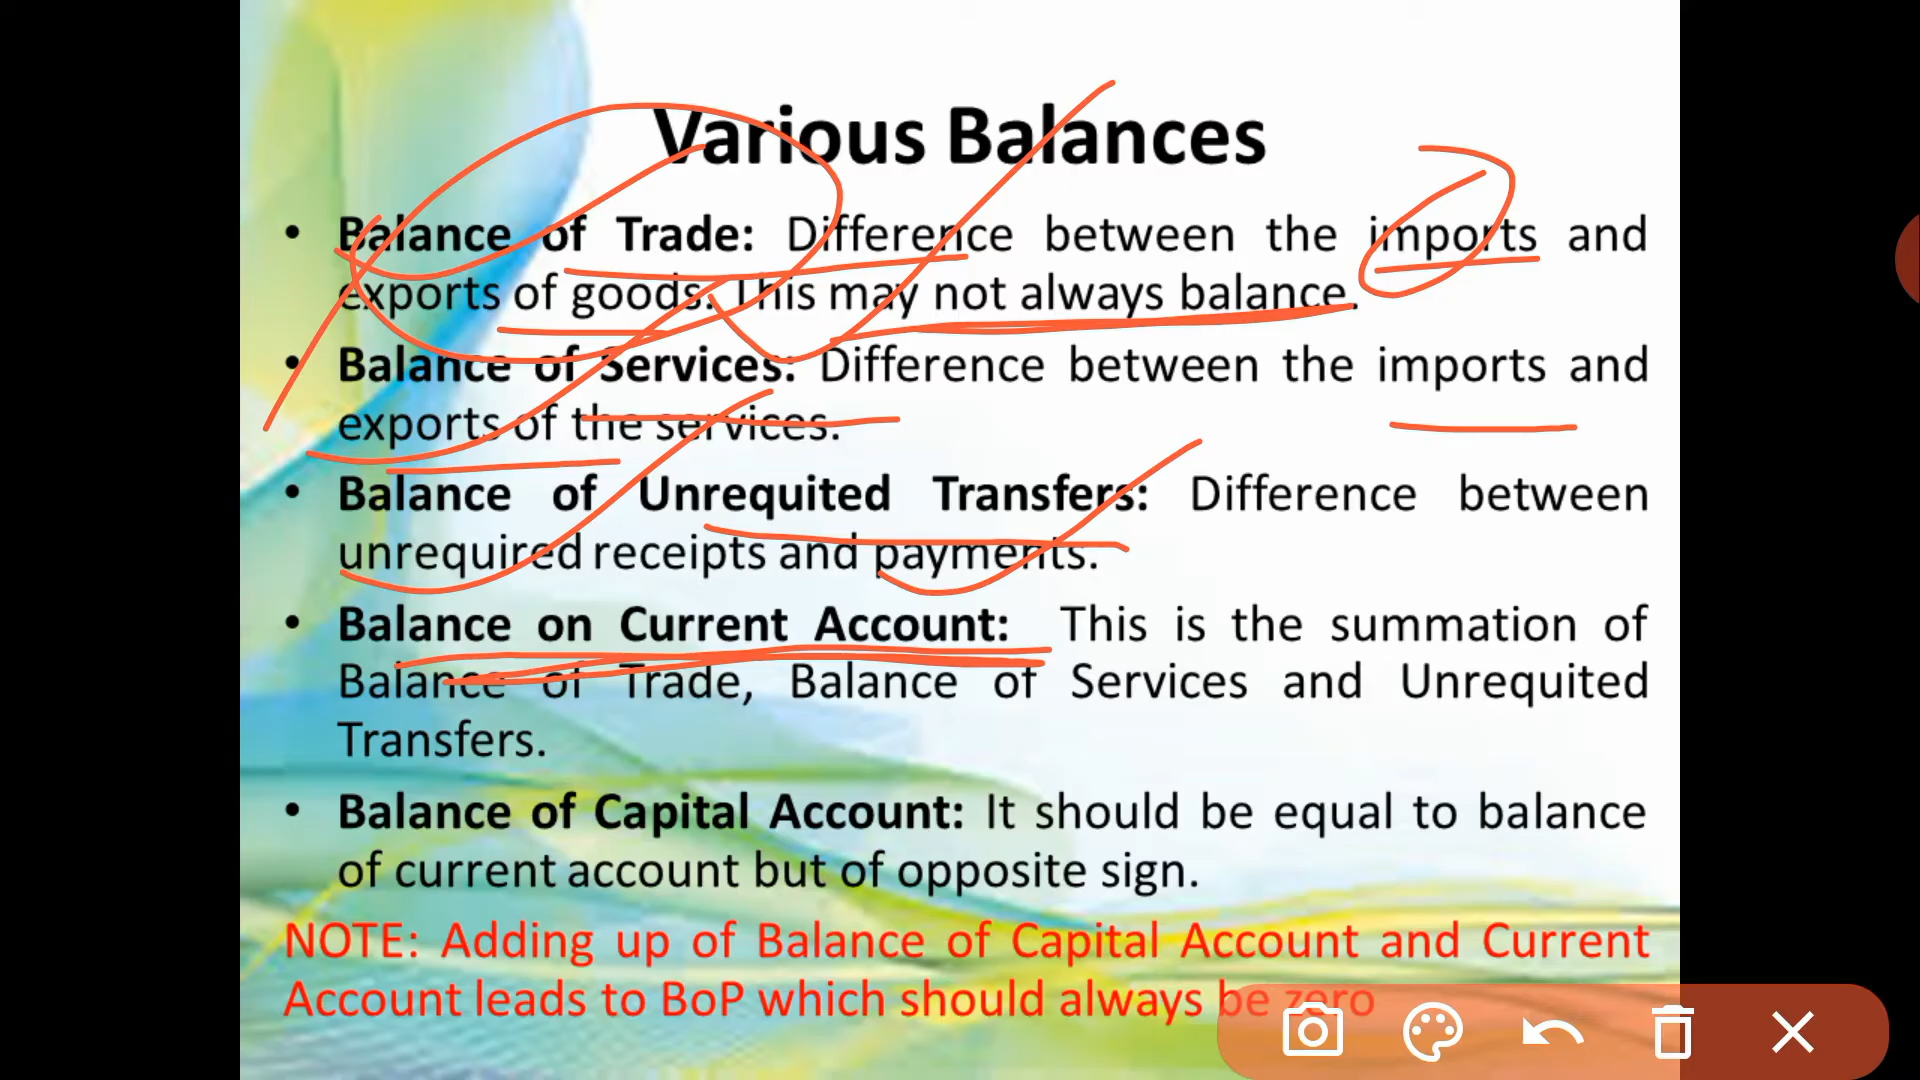 Various Balances
• Balance of Trade: Difference between the imports and
exports of goods. This may not always balance.
• Balance of Services: Difference between the imports and
exports of the services.
• Balance of Unrequited Transfers: Difference between
unrequired receipts and payments.
• Balance on Current Account: This is the summation of
Balance of Trade, Balance of Services and Unrequited
Transfers.
• Balance of Capital Account: It should be equal to balance
of current account but of opposite sign.
NOTE: Adding up of Balance of Capital Account and Current
Account leads to BoP which should always be zero